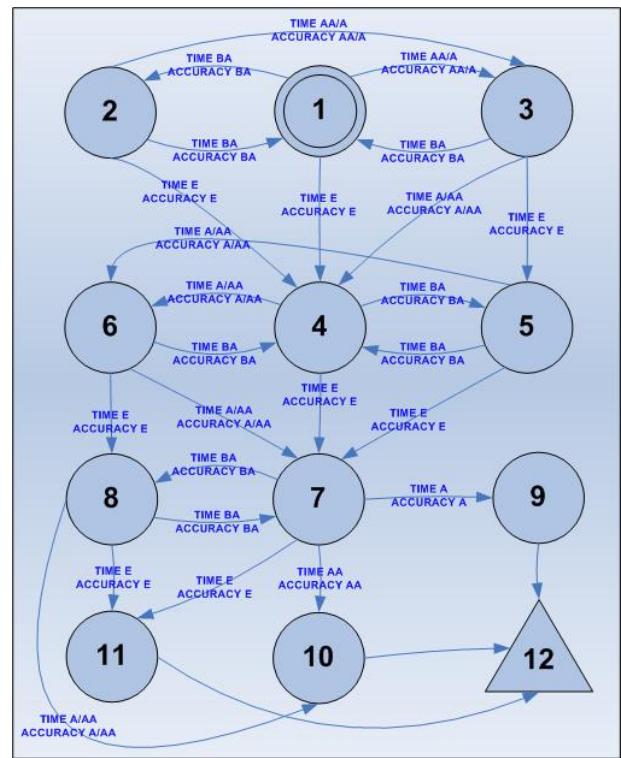 TIME AA/A
ACCURACY AA/A
TIME BA
ACCURACY BA
TIME AA/A
ACCURACY AA/A
2
1
3
TIME BA
ACCURACY BA
TIME BA
ACCURACY BA
TIME E
ACCURACY E
TIME E
ACCURACY E
TIME A/AA
ACCURACY A/AA
TIME E
ACCURACY E
TIME A/AA
ACCURACY A/AA
TIME A/AA
ACCURACY A/AA
TIME BA
ACCURACY BA
6
4
5
TIME BA
ACCURACY BA
TIME BA
ACCURACY BA
TIME E
ACCURACY E
TIME E
ACCURACY E
TIME A/AA
ACCURACY A/AA
TIME E
ACCURACY E
TIME BA
ACCURACY BA
8
7
TIME A
ACCURACY A
9
TIME BA
ACCURACY BA
TIME E
ACCURACY E
TIME E
ACCURACY E
TIME AA
ACCURACY AA
11
10
12
TIME A/AA
ACCURACY A/AA